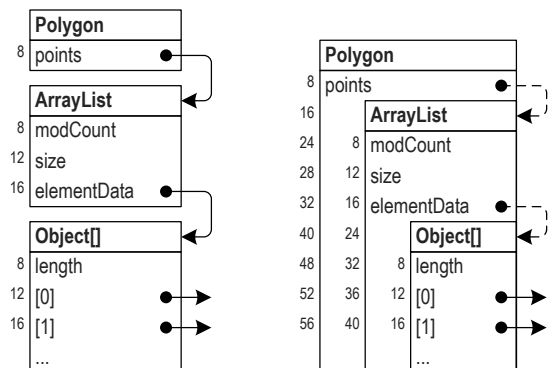 Polygon
8 points
ArrayList
8 modCount
12 size
16 elementData
Object[]
8 length
12 [0]
16 [1]
...
Polygon
8 points
16 ArrayList
24 8 modCount
28 12 size
32 16 elementData
40 24 Object[]
48 32 8 length
52 36 12 [0]
56 40 16 [1]
...